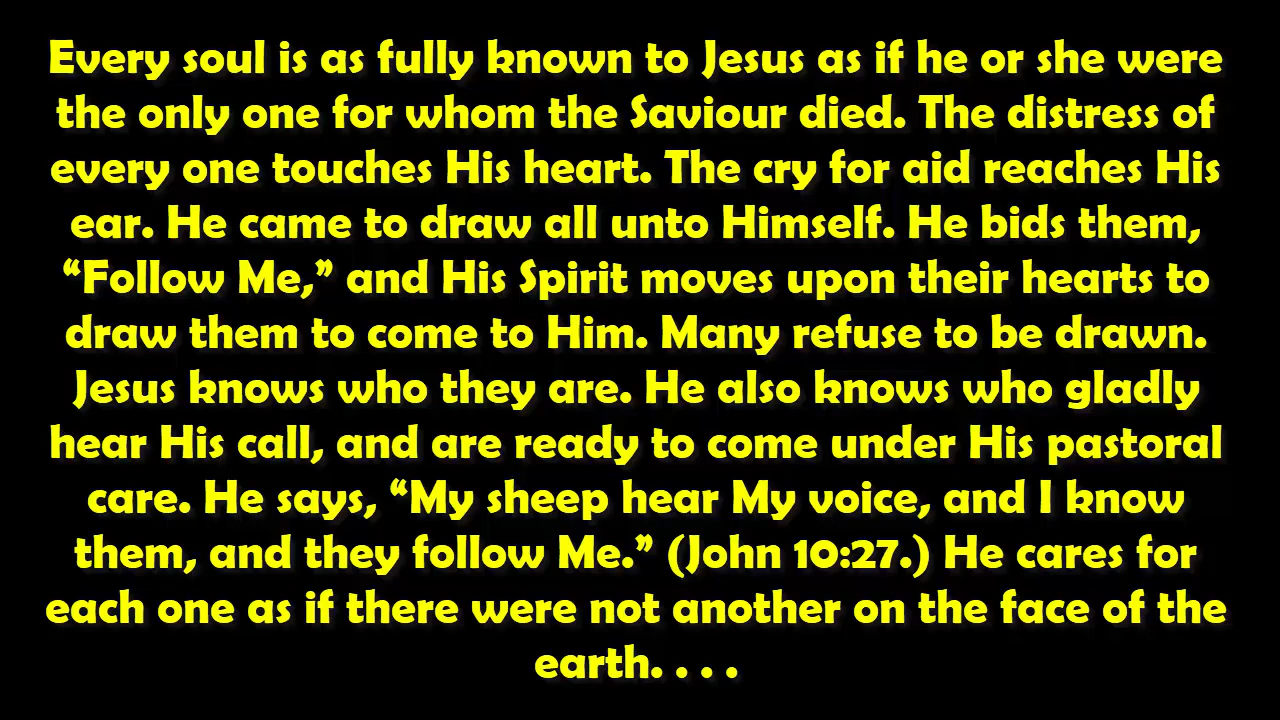 Every soul is as fully known to Jesus as if he or she were
the only one for whom the Saviour died. The distress of
every one touches His heart. The cry for aid reaches His
ear. He came to draw all unto Himself. He bids them,
“Follow Me,” and His Spirit moves upon their hearts to
draw them to come to Him. Many refuse to be drawn.
Jesus knows who they are. He also knows who gladly
hear His call, and are ready to come under His pastoral
care. He says, “My sheep hear My voice, and I know
them, and they follow Me.” (John 10:27.) He cares for
each one as if there were not another on the face of the
earth. . . .